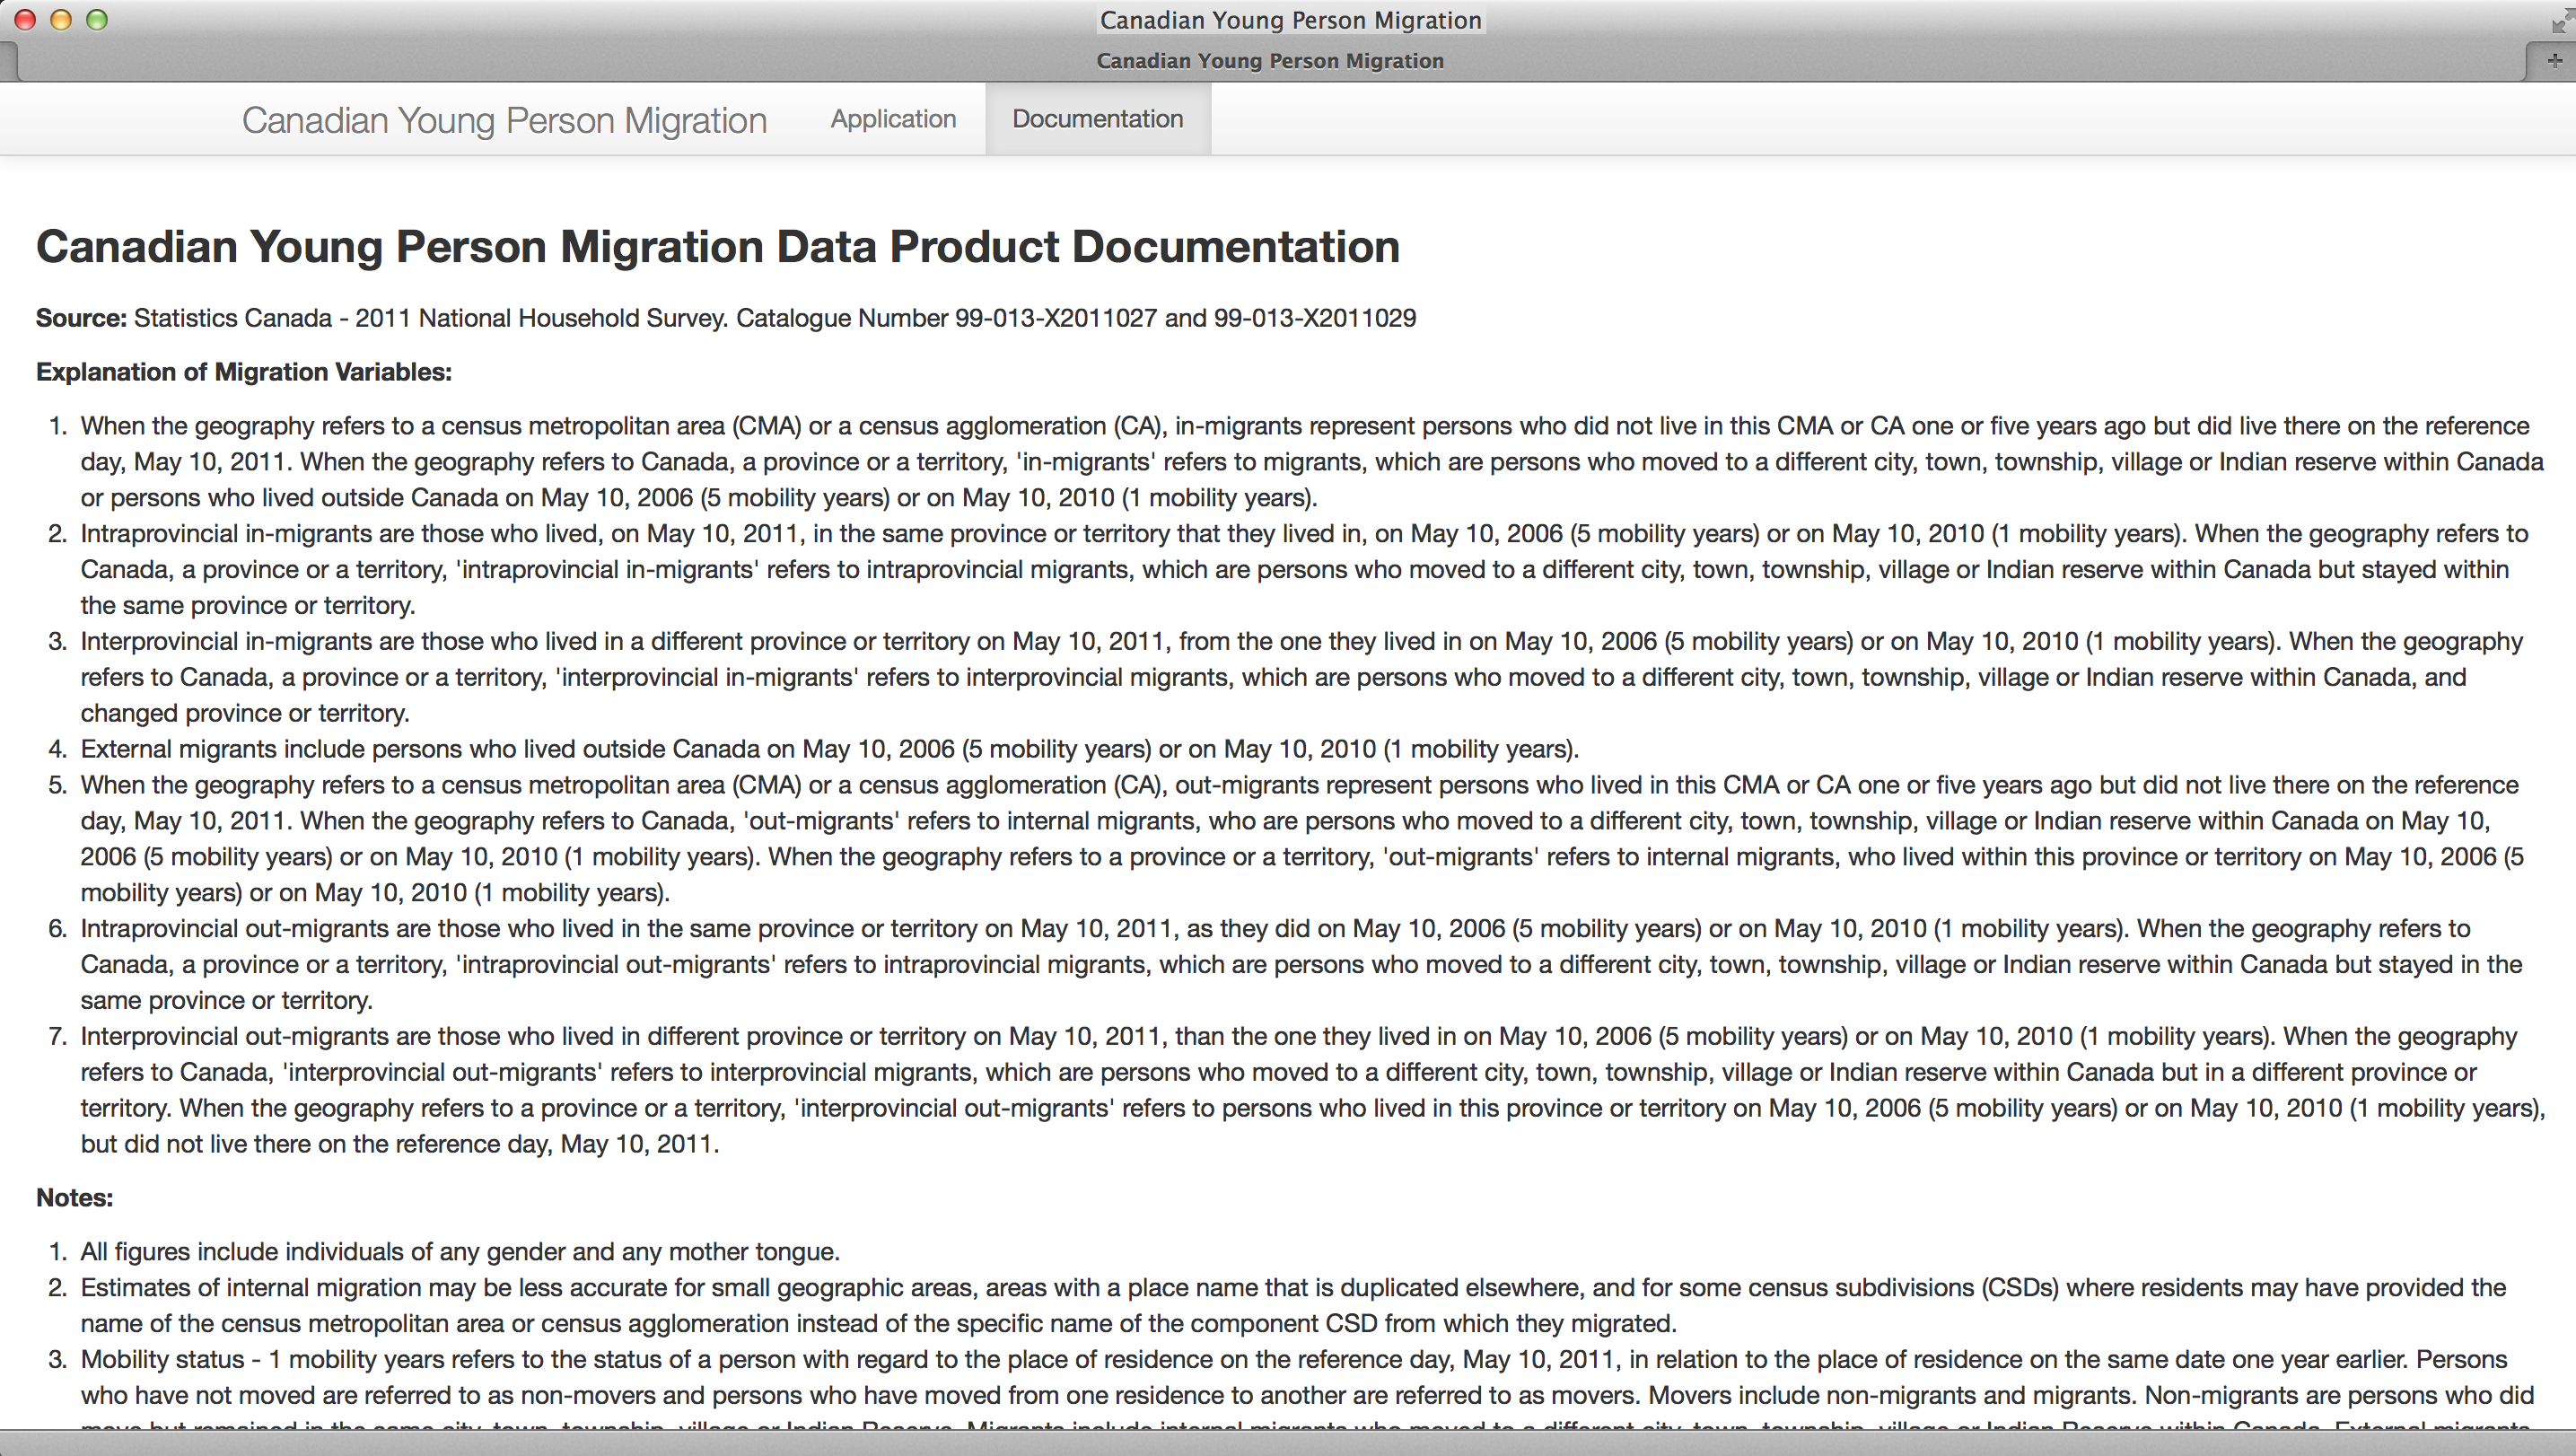 Canadian Young Person Migration
Canadian Young Person Migration
Canadian Young Person Migration Application Documentation
Canadian Young Person Migration Data Product Documentation
Source: Statistics Canada - 2011 National Household Survey. Catalogue Number 99-013-X2011027 and 99-013-X2011029
Explanation of Migration Variables:
1. When the geography refers to a census metropolitan area (CMA) or a census agglomeration (CA), in-migrants represent persons who did not live in this CMA or CA one or five years ago but did live there on the reference
day, May 10, 2011. When the geography refers to Canada, a province or a territory, 'in-migrants' refers to migrants, which are persons who moved to a different city, town, township, village or Indian reserve within Canada
or persons who lived outside Canada on May 10, 2006 (5 mobility years) or on May 10, 2010 (1 mobility years).
2. Intraprovincial in-migrants are those who lived, on May 10, 2011, in the same province or territory that they lived in, on May 10, 2006 (5 mobility years) or on May 10, 2010 (1 mobility years). When the geography refers to
Canada, a province or a territory, 'intraprovincial in-migrants' refers to intraprovincial migrants, which are persons who moved to a different city, town, township, village or Indian reserve within Canada but stayed within
the same province or territory.
3. Interprovincial in-migrants are those who lived in a different province or territory on May 10, 2011, from the one they lived in on May 10, 2006 (5 mobility years) or on May 10, 2010 (1 mobility years). When the geography
refers to Canada, a province or a territory, 'interprovincial in-migrants' refers to interprovincial migrants, which are persons who moved to a different city, town, township, village or Indian reserve within Canada, and
changed province or territory.
4. External migrants include persons who lived outside Canada on May 10, 2006 (5 mobility years) or on May 10, 2010 (1 mobility years).
5. When the geography refers to a census metropolitan area (CMA) or a census agglomeration (CA), out-migrants represent persons who lived in this CMA or CA one or five years ago but did not live there on the reference
day, May 10, 2011. When the geography refers to Canada, 'out-migrants' refers to internal migrants, who are persons who moved to a different city, town, township, village or Indian reserve within Canada on May 10,
2006 (5 mobility years) or on May 10, 2010 (1 mobility years). When the geography refers to a province or a territory, 'out-migrants' refers to internal migrants, who lived within this province or territory on May 10, 2006 (5
mobility years) or on May 10, 2010 (1 mobility years).
6. Intraprovincial out-migrants are those who lived in the same province or territory on May 10, 2011, as they did on May 10, 2006 (5 mobility years) or on May 10, 2010 (1 mobility years). When the geography refers to
Canada, a province or a territory, 'intraprovincial out-migrants' refers to intraprovincial migrants, which are persons who moved to a different city, town, township, village or Indian reserve within Canada but stayed in the
same province or territory.
7. Interprovincial out-migrants are those who lived in different province or territory on May 10, 2011, than the one they lived in on May 10, 2006 (5 mobility years) or on May 10, 2010 (1 mobility years). When the geography
refers to Canada, 'interprovincial out-migrants' refers to interprovincial migrants, which are persons who moved to a different city, town, township, village or Indian reserve within Canada but in a different province or
territory. When the geography refers to a province or a territory, 'interprovincial out-migrants' refers to persons who lived in this province or territory on May 10, 2006 (5 mobility years) or on May 10, 2010 (1 mobility years),
but did not live there on the reference day, May 10, 2011.
Notes:
1. All figures include individuals of any gender and any mother tongue.
2. Estimates of internal migration may be less accurate for small geographic areas, areas with a place name that is duplicated elsewhere, and for some census subdivisions (CSDs) where residents may have provided the
name of the census metropolitan area or census agglomeration instead of the specific name of the component CSD from which they migrated.
3. Mobility status - 1 mobility years refers to the status of a person with regard to the place of residence on the reference day, May 10, 2011, in relation to the place of residence on the same date one year earlier. Persons
who have not moved are referred to as non-movers and persons who have moved from one residence to another are referred to as movers. Movers include non-migrants and migrants. Non-migrants are persons who did
move but remained in the same city, town, township, village or Indian Reserve. Migrants include internal migrants who moved to a different city, town, township, village or Indian Reserve within Canada. External migrants